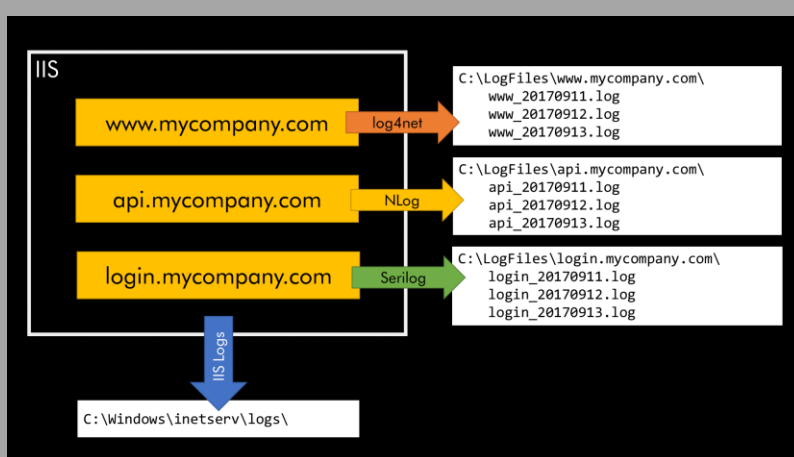 IIS
www.mycompany.com
log4net
C:\LogFiles\www.mycompany.com\
www_20170911.log
www_20170912.log
www_20170913.log
api.mycompany.com
NLog
C:\LogFiles\api.mycompany.com\
api_20170911.log
api_20170912.log
api_20170913.log
login.mycompany.com
Serilog
C:\LogFiles\login.mycompany.com\
login_20170911.log
login_20170912.log
login_20170913.log
IIS Logs
C:\Windows\inetserv\logs\